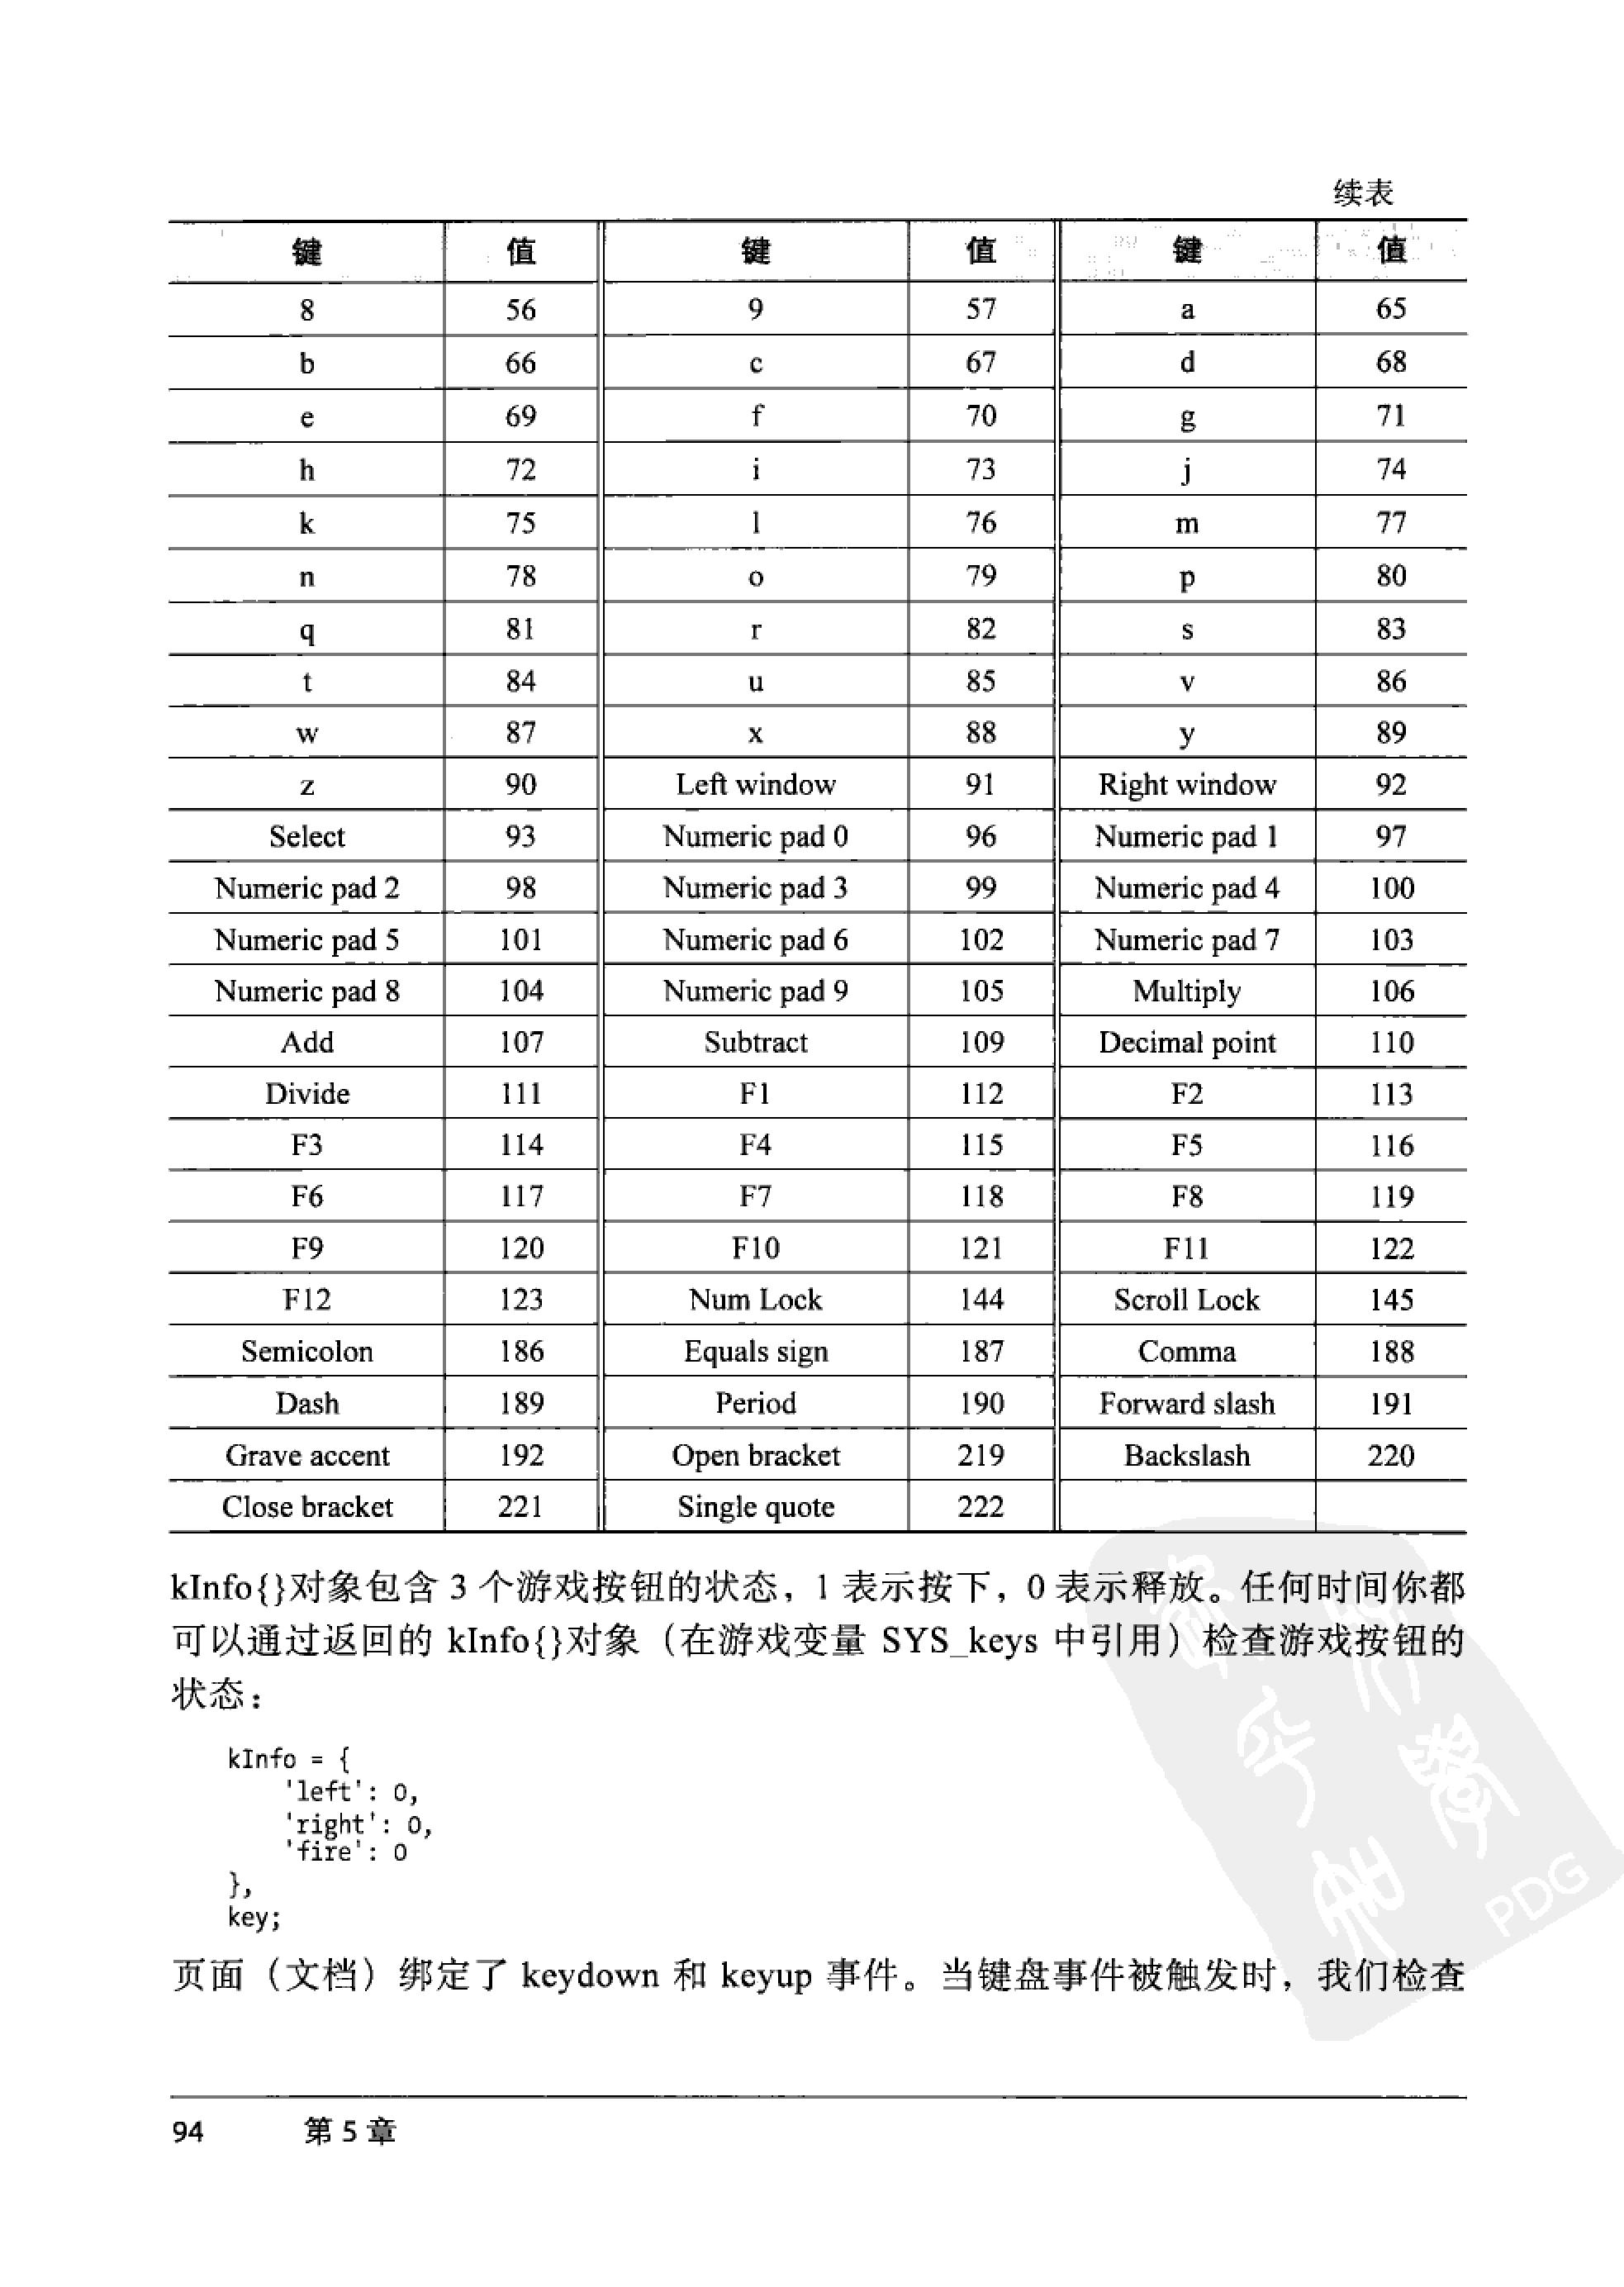 续表
键 值 键 值 键 值
8 56 9 57 a 65
b 66 c 67 d 68
e 69 f 70 g 71
h 72 i 73 j 74
k 75 l 76 m 77
n 78 o 79 p 80
q 81 r 82 s 83
t 84 u 85 v 86
w 87 x 88 y 89
z 90 Left window 91 Right window 92
Select 93 Numeric pad 0 96 Numeric pad 1 97
Numeric pad 2 98 Numeric pad 3 99 Numeric pad 4 100
Numeric pad 5 101 Numeric pad 6 102 Numeric pad 7 103
Numeric pad 8 104 Numeric pad 9 105 Multiply 106
Add 107 Subtract 109 Decimal point 110
Divide 111 F1 112 F2 113
F3 114 F4 115 F5 116
F6 117 F7 118 F8 119
F9 120 F10 121 F11 122
F12 123 Num Lock 144 Scroll Lock 145
Semicolon 186 Equals sign 187 Comma 188
Dash 189 Period 190 Forward slash 191
Grave accent 192 Open bracket 219 Backslash 220
Close bracket 221 Single quote 222
kInfo{}对象包含 3 个游戏按钮的状态，1 表示按下，0 表示释放。任何时间你都
可以通过返回的 kInfo{}对象（在游戏变量 SYS_keys 中引用）检查游戏按钮的
状态：
kInfo = {
'left': 0,
'right': 0,
'fire': 0
},
key;
页面（文档）绑定了 keydown 和 keyup 事件。当键盘事件被触发时，我们检查
PDG
94 第 5 章